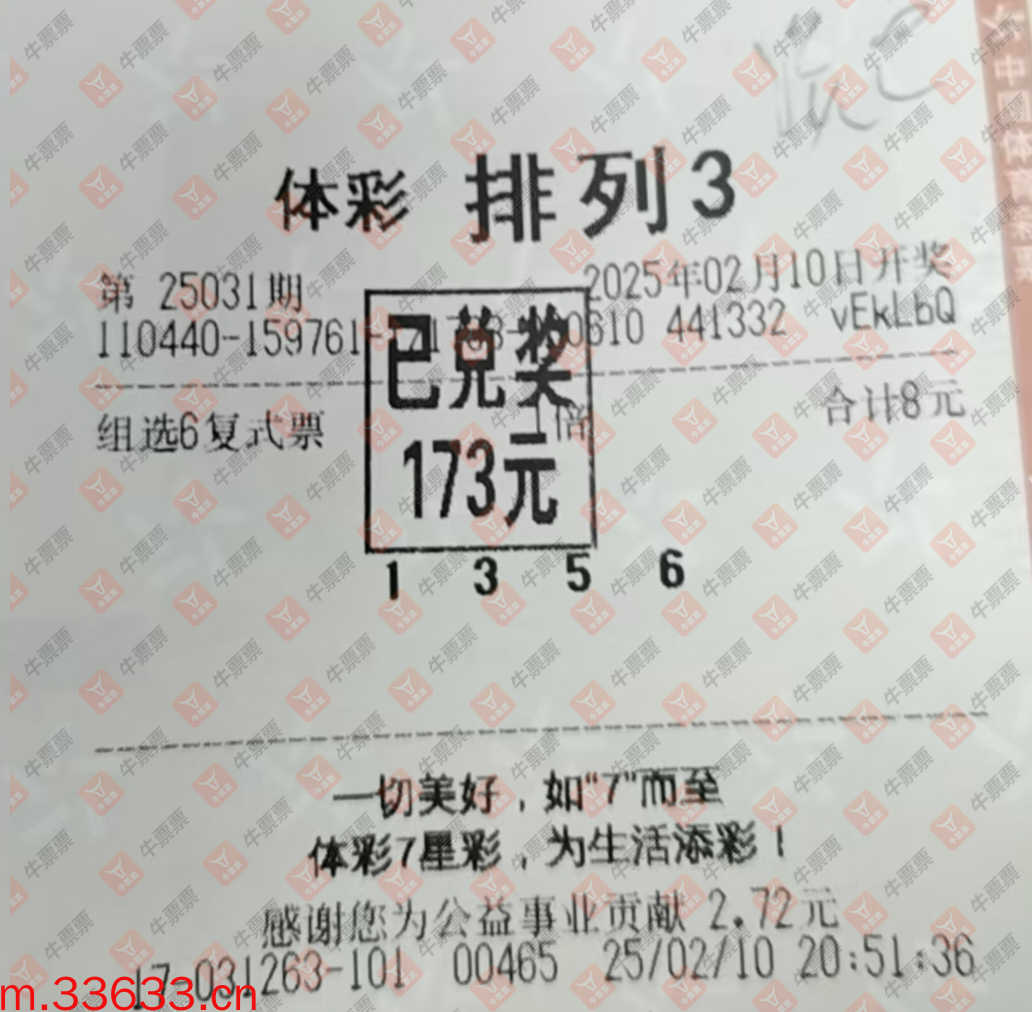 体彩 排列3
第 25031期 2025年02月10日开奖
110440-159761- 0610 441332 vEkLbQ
已兑奖
组选6复式票 1倍 合计8元
173元
1 3 5 6
一切美好，如“7”而至
体彩7星彩，为生活添彩！
感谢您为公益事业贡献 2.72元
17-031263-101 00465 25/02/10 20:51:36
m.33633.cn
牛票票